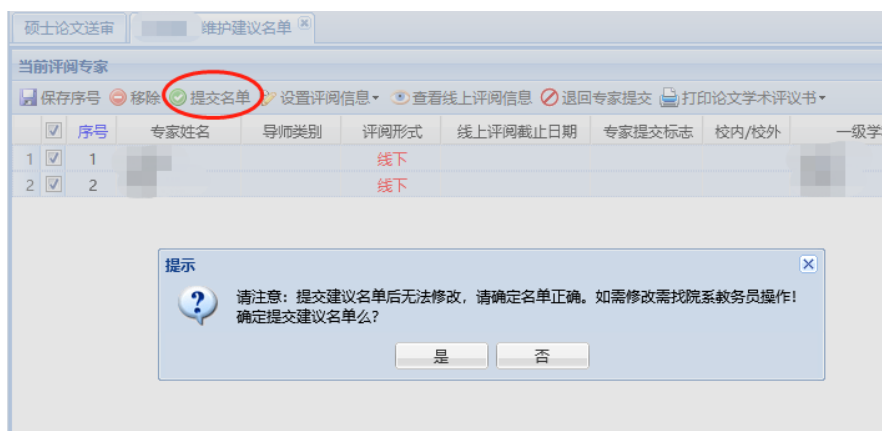 硕士论文送审 维护建议名单
当前评阅专家
保存序号 移除 提交名单 设置评阅信息 查看线上评阅信息 退回专家提交 打印论文学术评议书
序号 专家姓名 导师类别 评阅形式 线上评阅截止日期 专家提交标志 校内/校外 一级学
1 1 线下
2 2 线下
提示
请注意：提交建议名单后无法修改，请确定名单正确。如需修改需找院系教务员操作！
确定提交建议名单么？
是 否